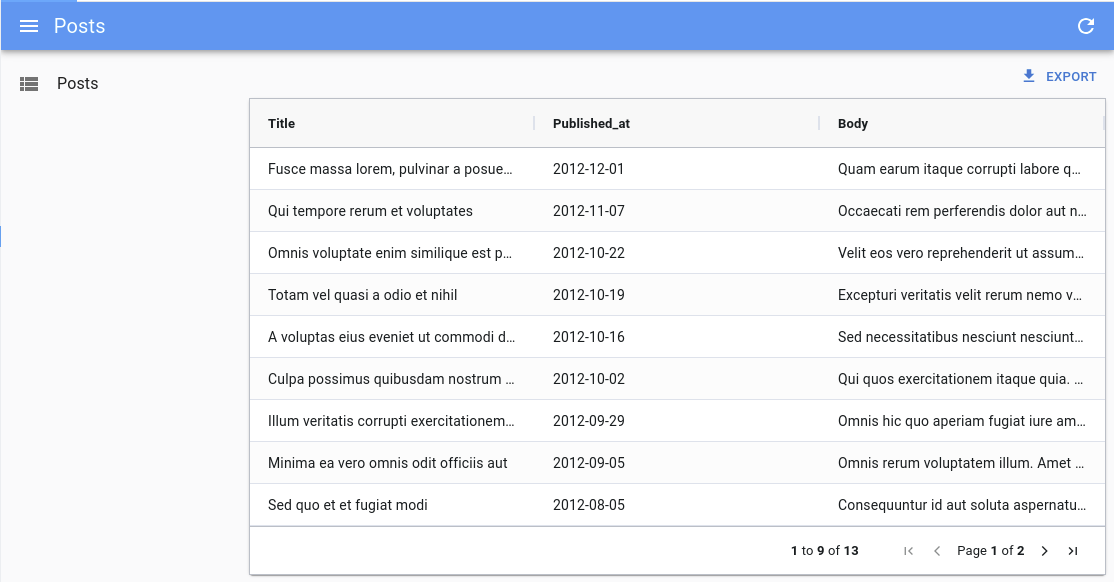 Posts
Posts
EXPORT
Title Published_at Body
Fusce massa lorem, pulvinar a posue... 2012-12-01 Quam earum itaque corrupti labore q...
Qui tempore rerum et voluptates 2012-11-07 Occaecati rem perferendis dolor aut n...
Omnis voluptate enim similique est p... 2012-10-22 Velit eos vero reprehenderit ut assum...
Totam vel quasi a odio et nihil 2012-10-19 Excepturi veritatis velit rerum nemo v...
A voluptas eius eveniet ut commodi d... 2012-10-16 Sed necessitatibus nesciunt nesciunt...
Culpa possimus quibusdam nostrum ... 2012-10-02 Qui quos exercitationem itaque quia. ...
Illum veritatis corrupti exercitationem... 2012-09-29 Omnis hic quo aperiam fugiat iure am...
Minima ea vero omnis odit officiis aut 2012-09-05 Omnis rerum voluptatem illum. Amet ...
Sed quo et et fugiat modi 2012-08-05 Consequuntur id aut soluta aspernatu...
1 to 9 of 13 Page 1 of 2